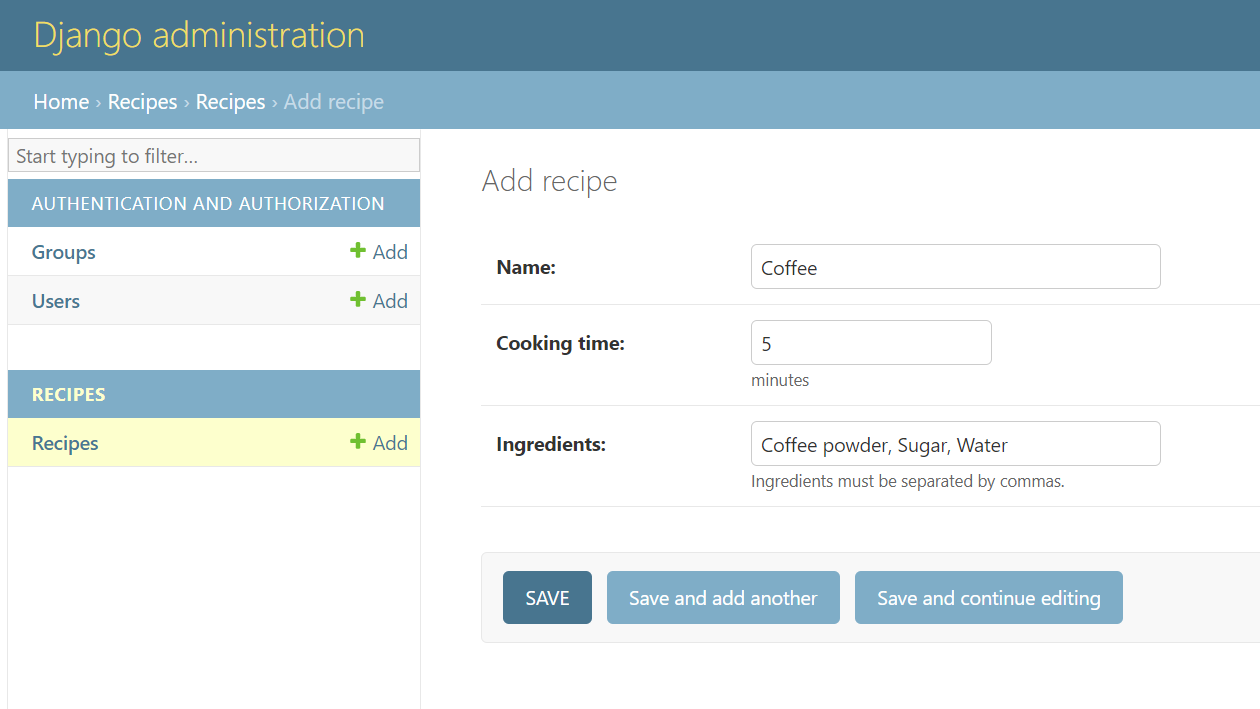 Django administration
Home › Recipes › Recipes › Add recipe
Start typing to filter...
AUTHENTICATION AND AUTHORIZATION
Groups + Add
Users + Add
RECIPES
Recipes + Add
Add recipe
Name: Coffee
Cooking time: 5
minutes
Ingredients: Coffee powder, Sugar, Water
Ingredients must be separated by commas.
SAVE Save and add another Save and continue editing